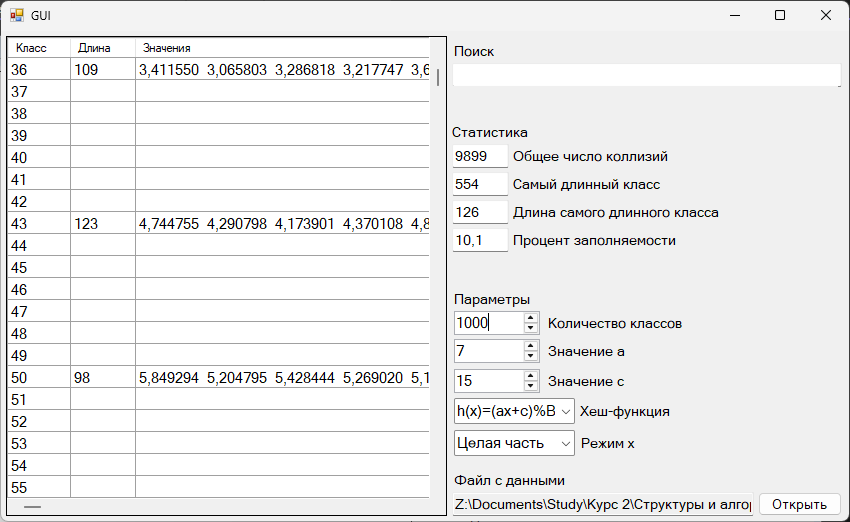 GUI
Класс Длина Значения
36 109 3,411550 3,065803 3,286818 3,217747 3,6
37
38
39
40
41
42
43 123 4,744755 4,290798 4,173901 4,370108 4,8
44
45
46
47
48
49
50 98 5,849294 5,204795 5,428444 5,269020 5,1
51
52
53
54
55
Поиск
Статистика
9899 Общее число коллизий
554 Самый длинный класс
126 Длина самого длинного класса
10,1 Процент заполняемости
Параметры
1000 Количество классов
7 Значение a
15 Значение c
h(x)=(ax+c)%B Хеш-функция
Целая часть Режим x
Файл с данными
Z:\Documents\Study\Курс 2\Структуры и алгор Открыть